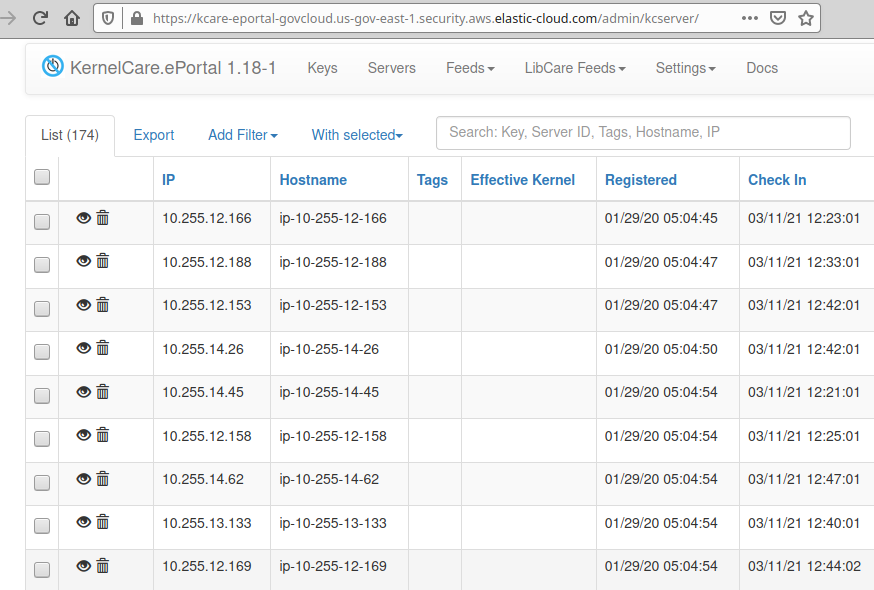 https://kcare-eportal-govcloud.us-gov-east-1.security.aws.elastic-cloud.com/admin/kcserver/
KernelCare.ePortal 1.18-1 Keys Servers Feeds LibCare Feeds Settings Docs
List (174) Export Add Filter With selected Search: Key, Server ID, Tags, Hostname, IP
IP Hostname Tags Effective Kernel Registered Check In
10.255.12.166 ip-10-255-12-166 01/29/20 05:04:45 03/11/21 12:23:01
10.255.12.188 ip-10-255-12-188 01/29/20 05:04:47 03/11/21 12:33:01
10.255.12.153 ip-10-255-12-153 01/29/20 05:04:47 03/11/21 12:42:01
10.255.14.26 ip-10-255-14-26 01/29/20 05:04:50 03/11/21 12:42:01
10.255.14.45 ip-10-255-14-45 01/29/20 05:04:54 03/11/21 12:21:01
10.255.12.158 ip-10-255-12-158 01/29/20 05:04:54 03/11/21 12:25:01
10.255.14.62 ip-10-255-14-62 01/29/20 05:04:54 03/11/21 12:47:01
10.255.13.133 ip-10-255-13-133 01/29/20 05:04:54 03/11/21 12:40:01
10.255.12.169 ip-10-255-12-169 01/29/20 05:04:54 03/11/21 12:44:02